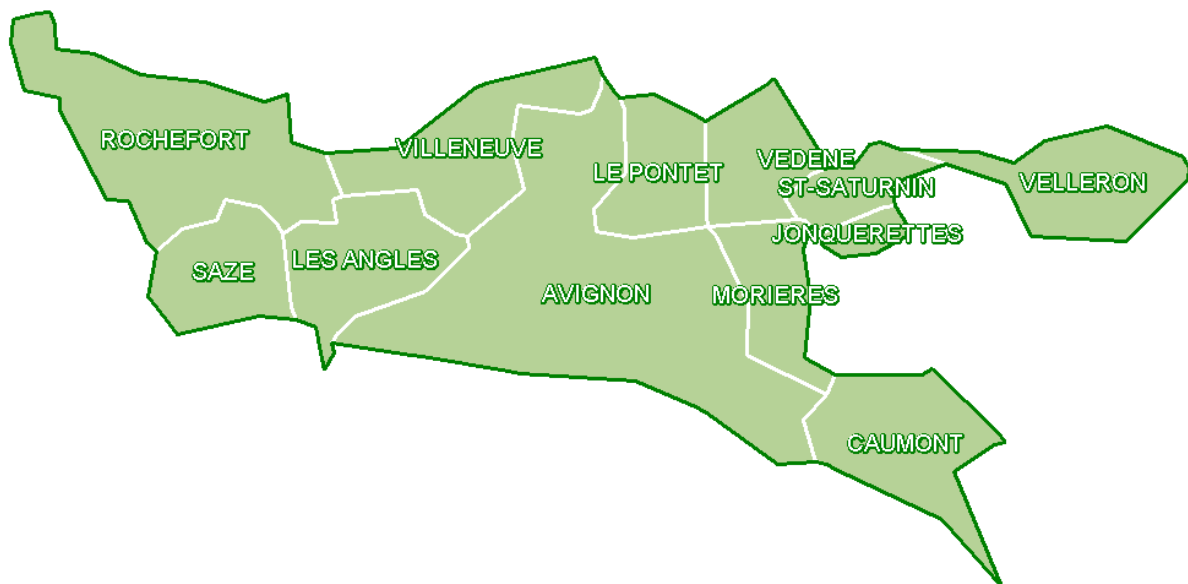 ROCHEFORT
VILLENEUVE
VEDENE
LE PONTET
ST-SATURNIN
VELLERON
JONQUERETTES
LES ANGLES
SAZE
AVIGNON
MORIERES
CAUMONT